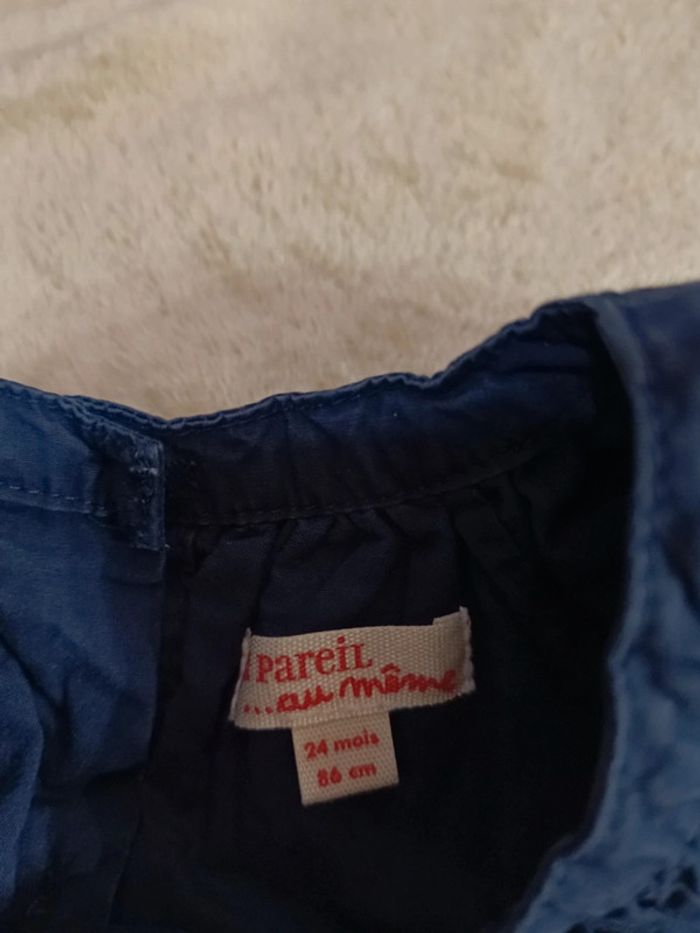 Pareil
...au même
24 mois
86 cm